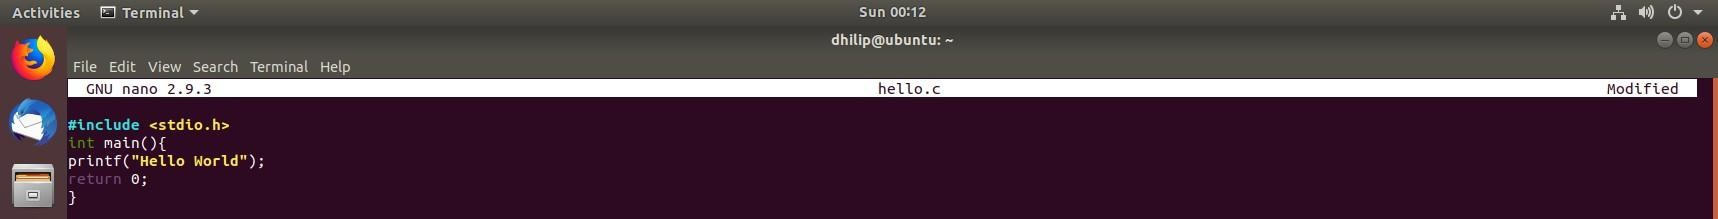 Activities Terminal Sun 00:12
dhilip@ubuntu: ~
File Edit View Search Terminal Help
GNU nano 2.9.3 hello.c Modified
#include <stdio.h>
int main(){
printf("Hello World");
return 0;
}